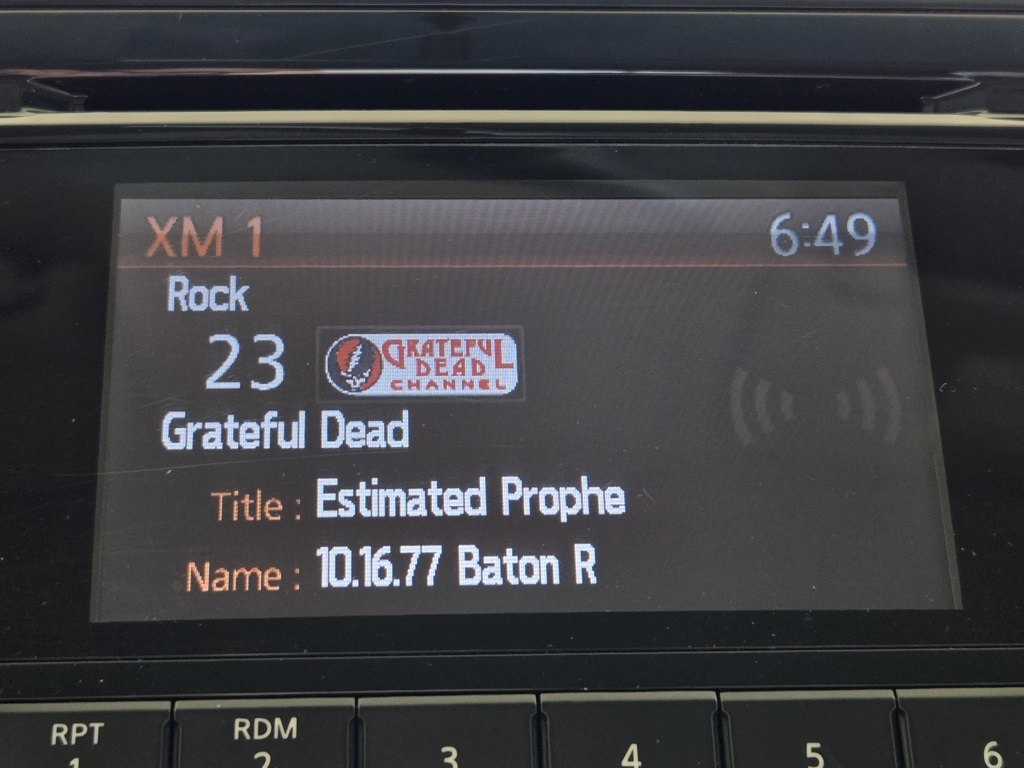 XM 1 6:49
Rock
23 GRATEFUL DEAD CHANNEL
Grateful Dead
Title : Estimated Prophe
Name : 10.16.77 Baton R
RPT RDM
1 2 3 4 5 6